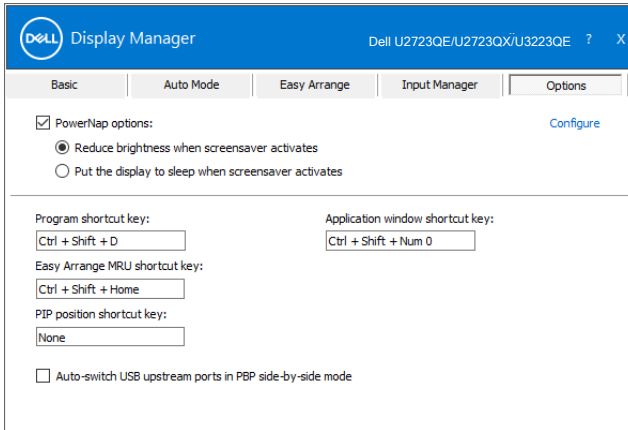 DELL Display Manager
Dell U2723QE/U2723QX/U3223QE ? X
Basic Auto Mode Easy Arrange Input Manager Options
PowerNap options: Configure
Reduce brightness when screensaver activates
Put the display to sleep when screensaver activates
Program shortcut key: Application window shortcut key:
Ctrl + Shift + D Ctrl + Shift + Num 0
Easy Arrange MRU shortcut key:
Ctrl + Shift + Home
PIP position shortcut key:
None
Auto-switch USB upstream ports in PBP side-by-side mode